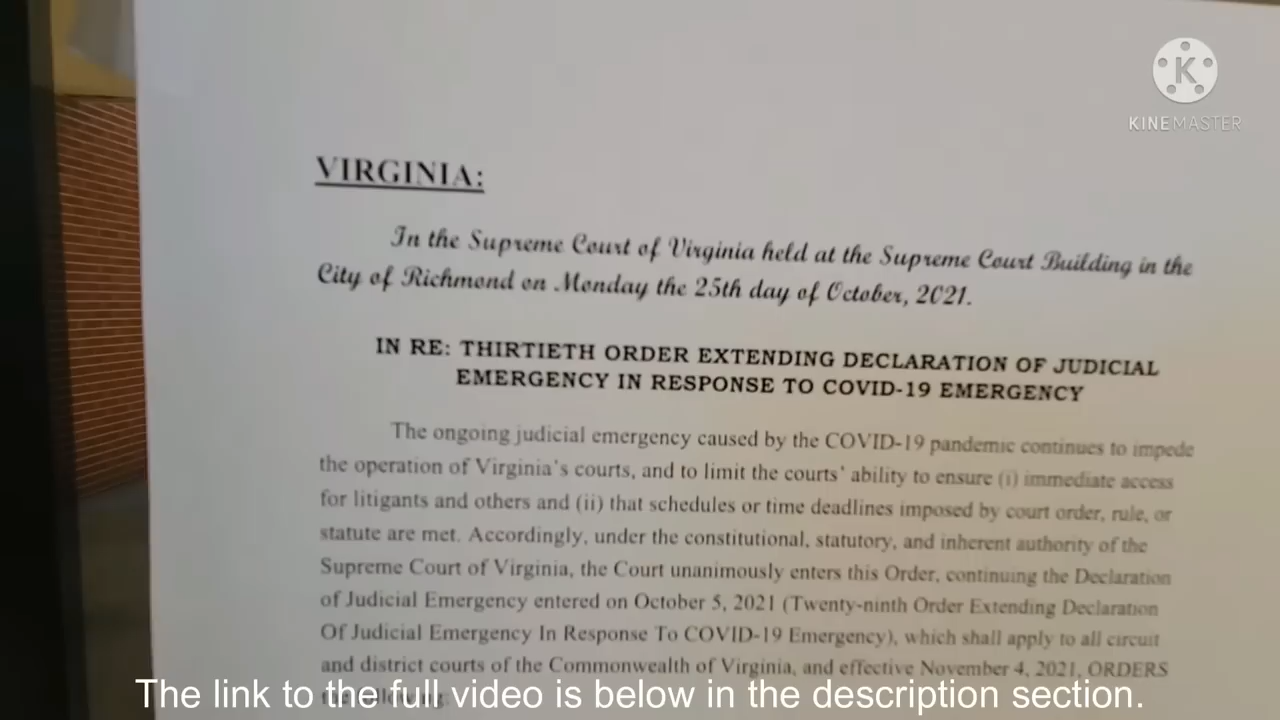 KINEMASTER
VIRGINIA:
In the Supreme Court of Virginia held at the Supreme Court Building in the
City of Richmond on Monday the 25th day of October, 2021.
IN RE: THIRTIETH ORDER EXTENDING DECLARATION OF JUDICIAL
EMERGENCY IN RESPONSE TO COVID-19 EMERGENCY
The ongoing judicial emergency caused by the COVID-19 pandemic continues to impede
the operation of Virginia's courts, and to limit the courts' ability to ensure (i) immediate access
for litigants and others and (ii) that schedules or time deadlines imposed by court order, rule, or
statute are met. Accordingly, under the constitutional, statutory, and inherent authority of the
Supreme Court of Virginia, the Court unanimously enters this Order, continuing the Declaration
of Judicial Emergency entered on October 5, 2021 (Twenty-ninth Order Extending Declaration
Of Judicial Emergency In Response To COVID-19 Emergency), which shall apply to all circuit
and district courts of the Commonwealth of Virginia, and effective November 4, 2021, ORDERS
The link to the full video is below in the description section.